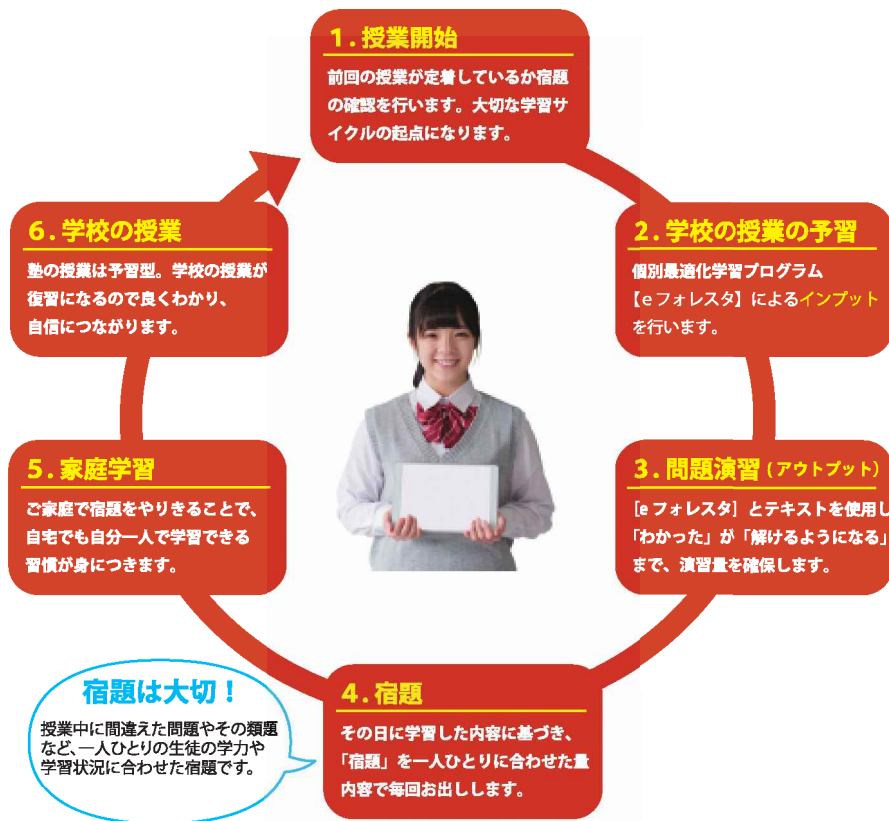 1.授業開始
前回の授業が定着しているか宿題
の確認を行います。大切な学習サ
イクルの起点になります。
2.学校の授業の予習
個別最適化学習プログラム
【eフォレスタ】によるインプット
を行います。
3.問題演習(アウトプット)
[eフォレスタ]とテキストを使用し
「わかった」が「解けるようになる」
まで、演習量を確保します。
4.宿題
その日に学習した内容に基づき、
「宿題」を一人ひとりに合わせた量
内容で毎回お出しします。
宿題は大切！
授業中に間違えた問題やその類題
など、一人ひとりの生徒の学力や
学習状況に合わせた宿題です。
5.家庭学習
ご家庭で宿題をやりきることで、
自宅でも自分一人で学習できる
習慣が身につきます。
6.学校の授業
塾の授業は予習型。学校の授業が
復習になるので良くわかり、
自信につながります。